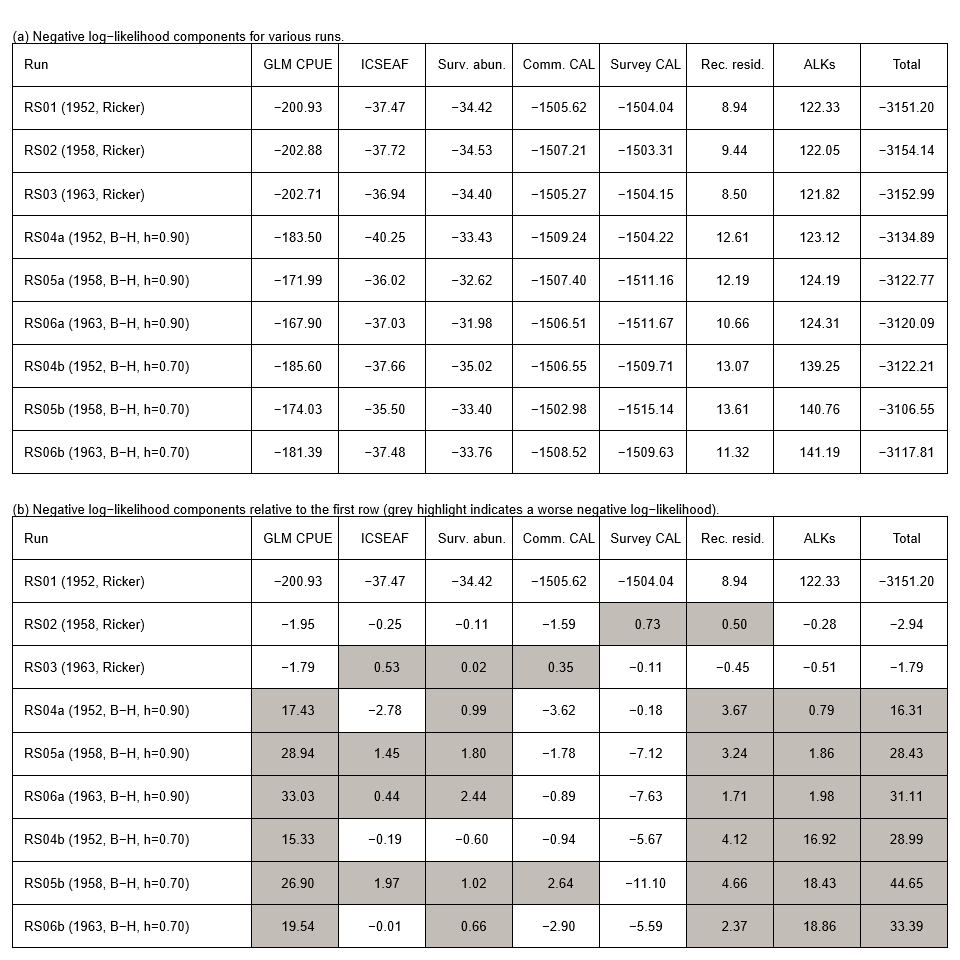 (a) Negative log−likelihood components for various runs.
Run GLM CPUE ICSEAF Surv. abun. Comm. CAL Survey CAL Rec. resid. ALKs Total
RS01 (1952, Ricker) −200.93 −37.47 −34.42 −1505.62 −1504.04 8.94 122.33 −3151.20
RS02 (1958, Ricker) −202.88 −37.72 −34.53 −1507.21 −1503.31 9.44 122.05 −3154.14
RS03 (1963, Ricker) −202.71 −36.94 −34.40 −1505.27 −1504.15 8.50 121.82 −3152.99
RS04a (1952, B−H, h=0.90) −183.50 −40.25 −33.43 −1509.24 −1504.22 12.61 123.12 −3134.89
RS05a (1958, B−H, h=0.90) −171.99 −36.02 −32.62 −1507.40 −1511.16 12.19 124.19 −3122.77
RS06a (1963, B−H, h=0.90) −167.90 −37.03 −31.98 −1506.51 −1511.67 10.66 124.31 −3120.09
RS04b (1952, B−H, h=0.70) −185.60 −37.66 −35.02 −1506.55 −1509.71 13.07 139.25 −3122.21
RS05b (1958, B−H, h=0.70) −174.03 −35.50 −33.40 −1502.98 −1515.14 13.61 140.76 −3106.55
RS06b (1963, B−H, h=0.70) −181.39 −37.48 −33.76 −1508.52 −1509.63 11.32 141.19 −3117.81
(b) Negative log−likelihood components relative to the first row (grey highlight indicates a worse negative log−likelihood).
Run GLM CPUE ICSEAF Surv. abun. Comm. CAL Survey CAL Rec. resid. ALKs Total
RS01 (1952, Ricker) −200.93 −37.47 −34.42 −1505.62 −1504.04 8.94 122.33 −3151.20
RS02 (1958, Ricker) −1.95 −0.25 −0.11 −1.59 0.73 0.50 −0.28 −2.94
RS03 (1963, Ricker) −1.79 0.53 0.02 0.35 −0.11 −0.45 −0.51 −1.79
RS04a (1952, B−H, h=0.90) 17.43 −2.78 0.99 −3.62 −0.18 3.67 0.79 16.31
RS05a (1958, B−H, h=0.90) 28.94 1.45 1.80 −1.78 −7.12 3.24 1.86 28.43
RS06a (1963, B−H, h=0.90) 33.03 0.44 2.44 −0.89 −7.63 1.71 1.98 31.11
RS04b (1952, B−H, h=0.70) 15.33 −0.19 −0.60 −0.94 −5.67 4.12 16.92 28.99
RS05b (1958, B−H, h=0.70) 26.90 1.97 1.02 2.64 −11.10 4.66 18.43 44.65
RS06b (1963, B−H, h=0.70) 19.54 −0.01 0.66 −2.90 −5.59 2.37 18.86 33.39